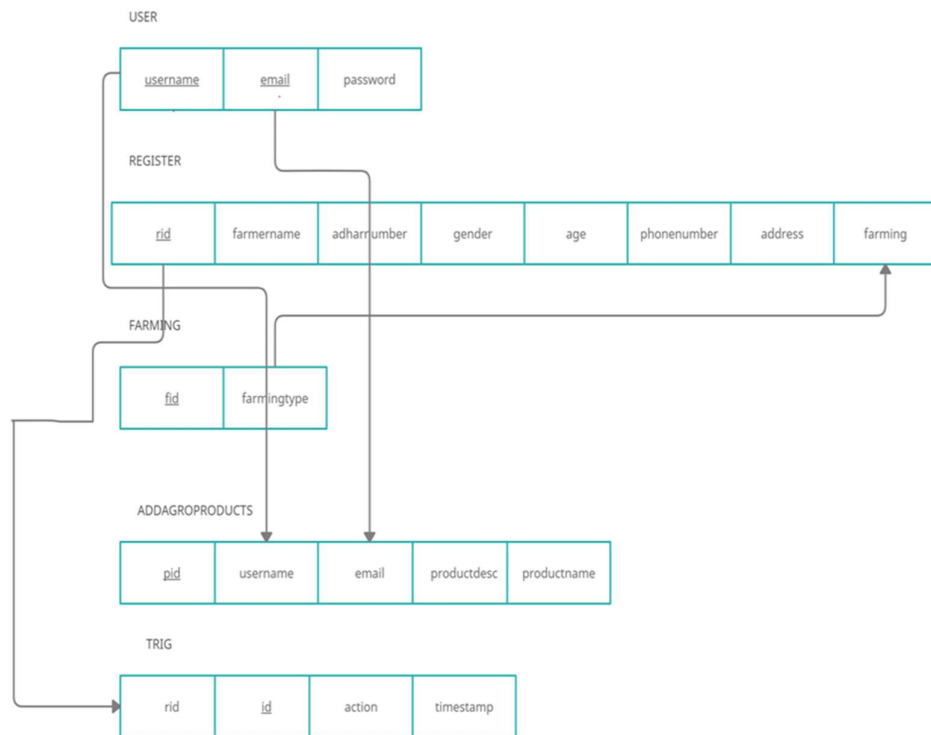 USER
username email password
REGISTER
rid farmername adharnumber gender age phonenumber address farming
FARMING
fid farmingtype
ADDAGROPRODUCTS
pid username email productdesc productname
TRIG
rid id action timestamp